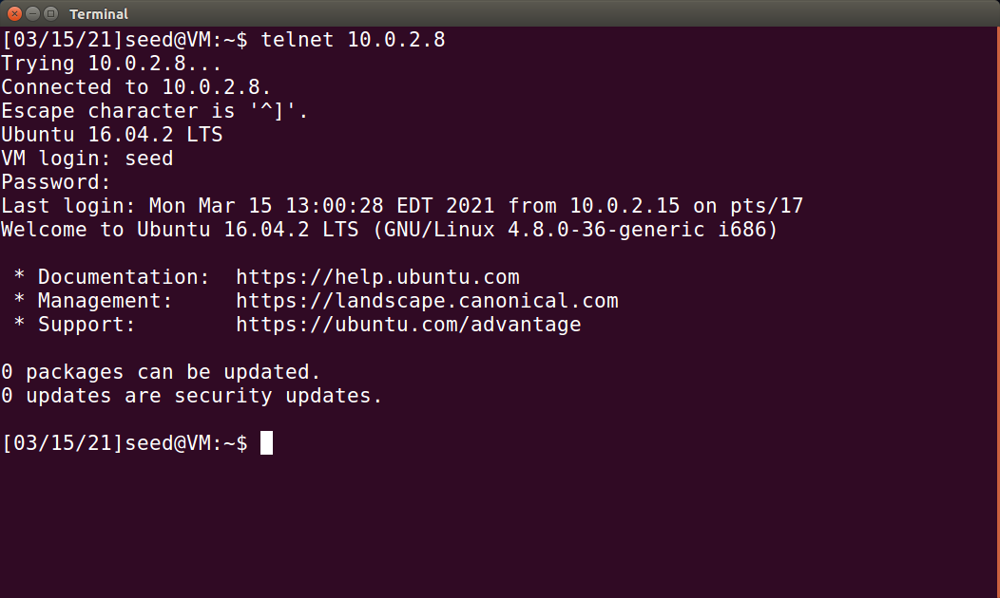 Terminal
[03/15/21]seed@VM:~$ telnet 10.0.2.8
Trying 10.0.2.8...
Connected to 10.0.2.8.
Escape character is '^]'.
Ubuntu 16.04.2 LTS
VM login: seed
Password:
Last login: Mon Mar 15 13:00:28 EDT 2021 from 10.0.2.15 on pts/17
Welcome to Ubuntu 16.04.2 LTS (GNU/Linux 4.8.0-36-generic i686)
 * Documentation:  https://help.ubuntu.com
 * Management:     https://landscape.canonical.com
 * Support:        https://ubuntu.com/advantage
0 packages can be updated.
0 updates are security updates.
[03/15/21]seed@VM:~$